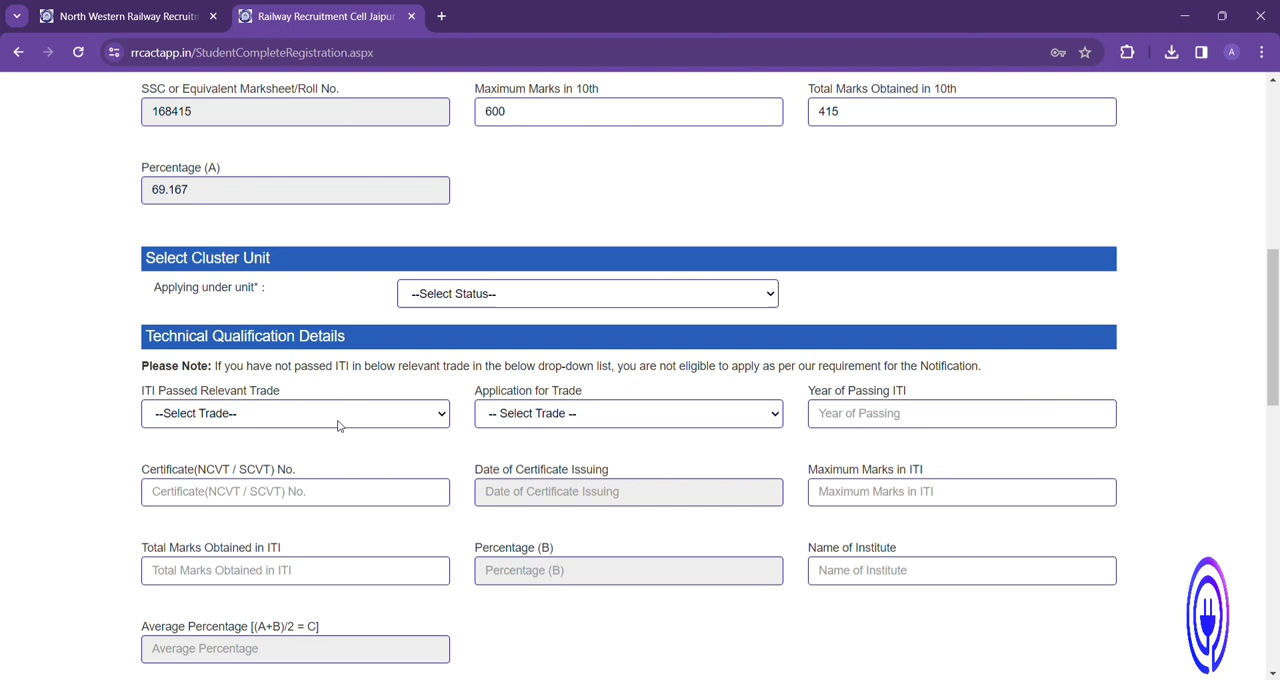 North Western Railway Recruitm
Railway Recruitment Cell Jaipur
rrcactapp.in/StudentCompleteRegistration.aspx
A
SSC or Equivalent Marksheet/Roll No.
Maximum Marks in 10th
Total Marks Obtained in 10th
168415
600
415
Percentage (A)
69.167
Select Cluster Unit
Applying under unit* :
--Select Status--
Technical Qualification Details
Please Note: If you have not passed ITI in below relevant trade in the below drop-down list, you are not eligible to apply as per our requirement for the Notification.
ITI Passed Relevant Trade
Application for Trade
Year of Passing ITI
--Select Trade--
-- Select Trade --
Year of Passing
Certificate(NCVT / SCVT) No.
Date of Certificate Issuing
Maximum Marks in ITI
Certificate(NCVT / SCVT) No.
Date of Certificate Issuing
Maximum Marks in ITI
Total Marks Obtained in ITI
Percentage (B)
Name of Institute
Total Marks Obtained in ITI
Percentage (B)
Name of Institute
Average Percentage [(A+B)/2 = C]
Average Percentage